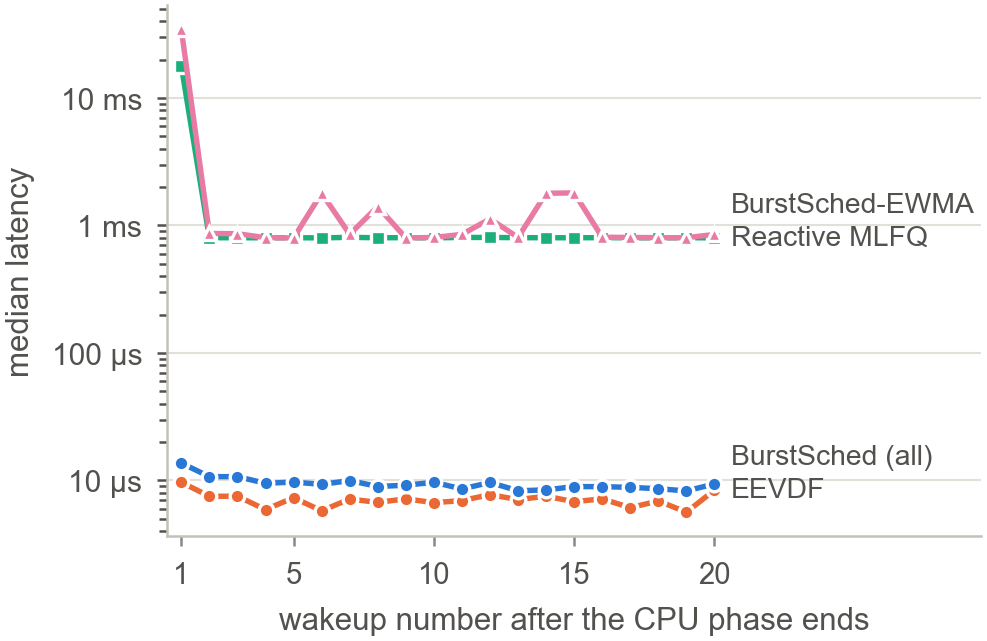 10 ms
1 ms
100 µs
10 µs
median latency
BurstSched-EWMA
Reactive MLFQ
BurstSched (all)
EEVDF
1 5 10 15 20
wakeup number after the CPU phase ends